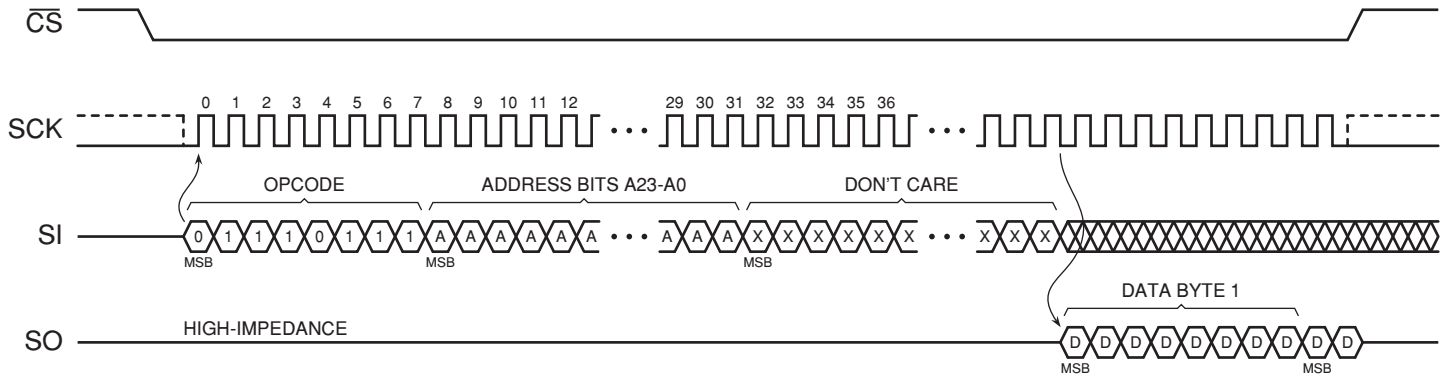 C̅S̅
0 1 2 3 4 5 6 7 8 9 10 11 12 29 30 31 32 33 34 35 36
SCK
OPCODE ADDRESS BITS A23-A0 DON'T CARE
SI 0 1 1 1 0 1 1 1 A A A A A A A A A X X X X X X X X X
MSB MSB MSB
DATA BYTE 1
HIGH-IMPEDANCE
SO D D D D D D D D D D
MSB MSB